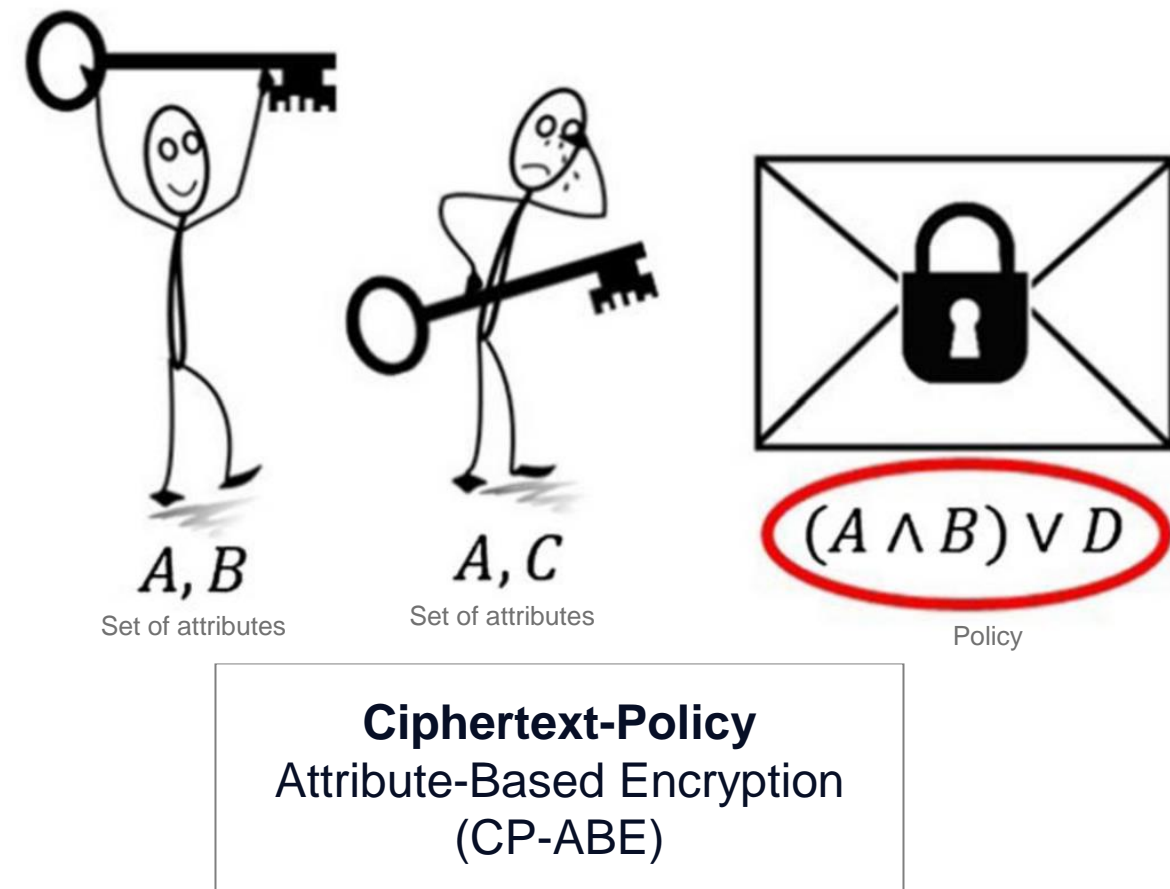 A, B
Set of attributes
A, C
Set of attributes
(A ∧ B) ∨ D
Policy
Ciphertext-Policy
Attribute-Based Encryption
(CP-ABE)